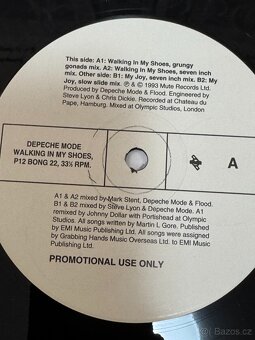 This side: A1: Walking In My Shoes, grungy
gonads mix. A2: Walking In My Shoes, seven inch
mix. Other side: B1: My Joy, seven inch mix. B2: My
Joy, slow slide mix. ℗ & © 1993 Mute Records Ltd.
Produced by Depeche Mode & Flood. Engineered by
Steve Lyon & Chris Dickie. Recorded at Chateau du
Pape, Hamburg. Mixed at Olympic Studios, London
DEPECHE MODE
WALKING IN MY SHOES,
P12 BONG 22, 33⅓ RPM.
A
A1 & A2 mixed by Mark Stent, Depeche Mode & Flood.
B1 & B2 mixed by Steve Lyon & Depeche Mode. A1
remixed by Johnny Dollar with Portishead at Olympic
Studios. All songs written by Martin L Gore. Published
by EMI Music Publishing Ltd. All songs were assigned
by Grabbing Hands Music Overseas Ltd. to EMI Music
Publishing Ltd.
PROMOTIONAL USE ONLY
sbazar.cz